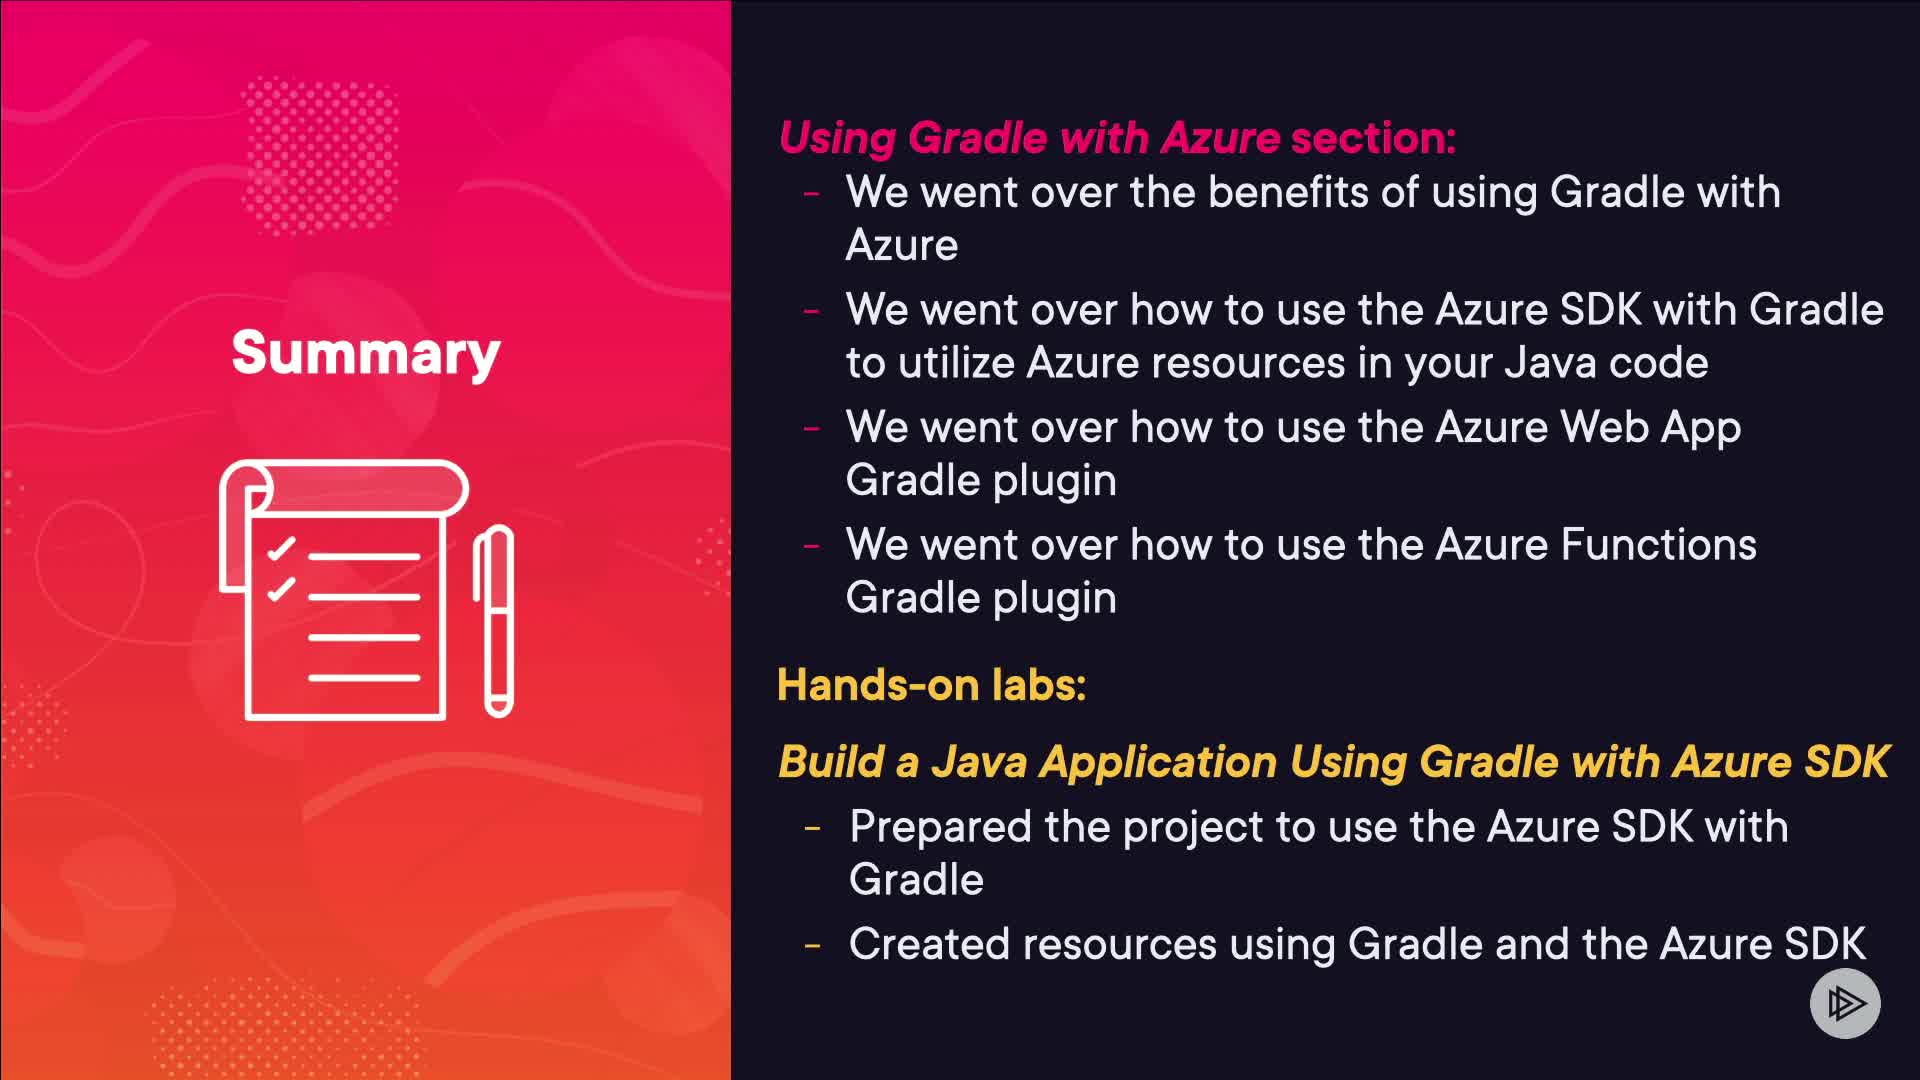 Summary
Using Gradle with Azure section:
- We went over the benefits of using Gradle with
Azure
- We went over how to use the Azure SDK with Gradle
to utilize Azure resources in your Java code
- We went over how to use the Azure Web App
Gradle plugin
- We went over how to use the Azure Functions
Gradle plugin
Hands-on labs:
Build a Java Application Using Gradle with Azure SDK
- Prepared the project to use the Azure SDK with
Gradle
- Created resources using Gradle and the Azure SDK